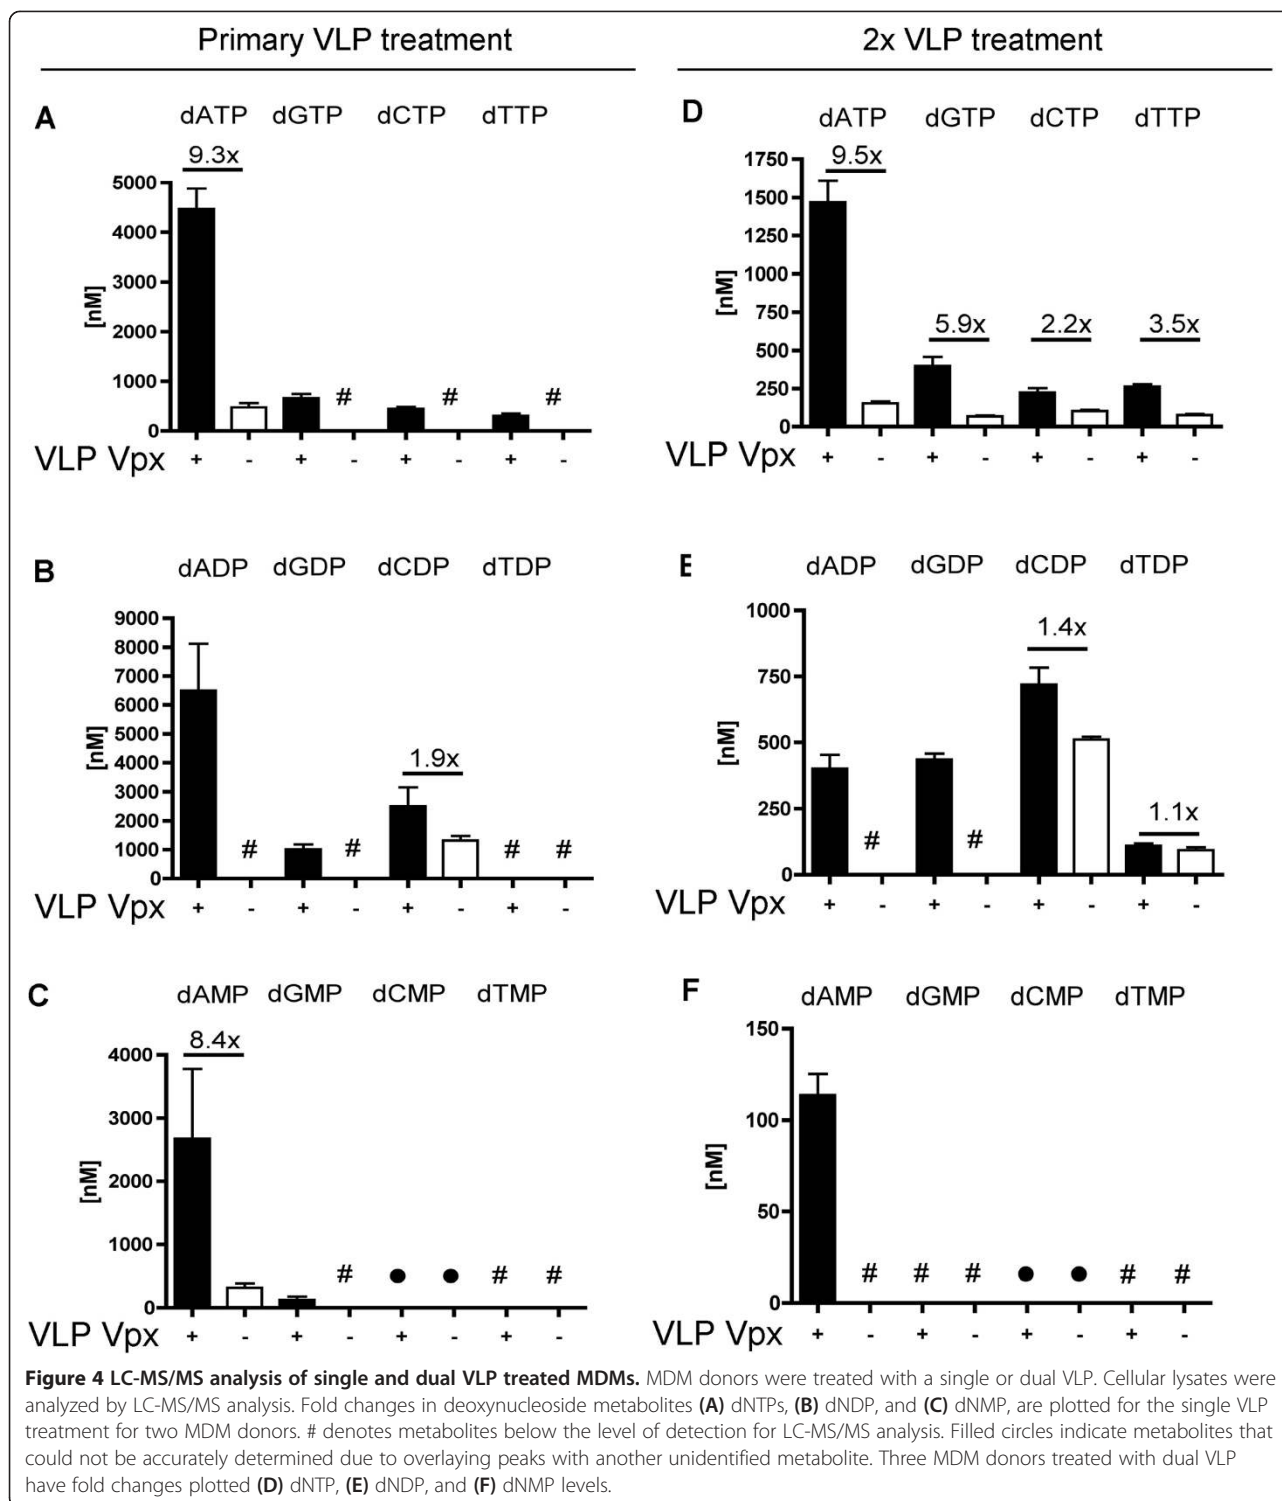 Primary VLP treatment
2x VLP treatment
A
dATP dGTP dCTP dTTP
9.3x
5000
4000
3000
2000
1000
0
[nM]
# # #
VLP Vpx + - + - + - + -
D
dATP dGTP dCTP dTTP
9.5x
1750
1500
1250
1000
750
500
250
0
[nM]
5.9x 2.2x 3.5x
VLP Vpx + - + - + - + -
B
dADP dGDP dCDP dTDP
9000
8000
7000
6000
5000
4000
3000
2000
1000
0
[nM]
1.9x
# # # #
VLP Vpx + - + - + - + -
E
dADP dGDP dCDP dTDP
1000
750
500
250
0
[nM]
1.4x
1.1x
# #
VLP Vpx + - + - + - + -
C
dAMP dGMP dCMP dTMP
8.4x
4000
3000
2000
1000
0
[nM]
# ● ● # #
VLP Vpx + - + - + - + -
F
dAMP dGMP dCMP dTMP
150
100
50
0
[nM]
# # # ● ● # #
VLP Vpx + - + - + - + -
Figure 4 LC-MS/MS analysis of single and dual VLP treated MDMs. MDM donors were treated with a single or dual VLP. Cellular lysates were
analyzed by LC-MS/MS analysis. Fold changes in deoxynucleoside metabolites (A) dNTPs, (B) dNDP, and (C) dNMP, are plotted for the single VLP
treatment for two MDM donors. # denotes metabolites below the level of detection for LC-MS/MS analysis. Filled circles indicate metabolites that
could not be accurately determined due to overlaying peaks with another unidentified metabolite. Three MDM donors treated with dual VLP
have fold changes plotted (D) dNTP, (E) dNDP, and (F) dNMP levels.